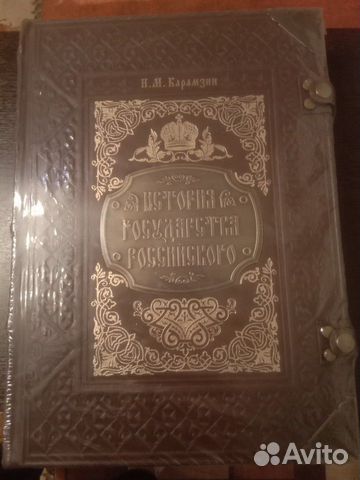 Н. М. Карамзин
ИСТОРИЯ
ГОСУДАРСТВА
РОССИЙСКОГО
Avito